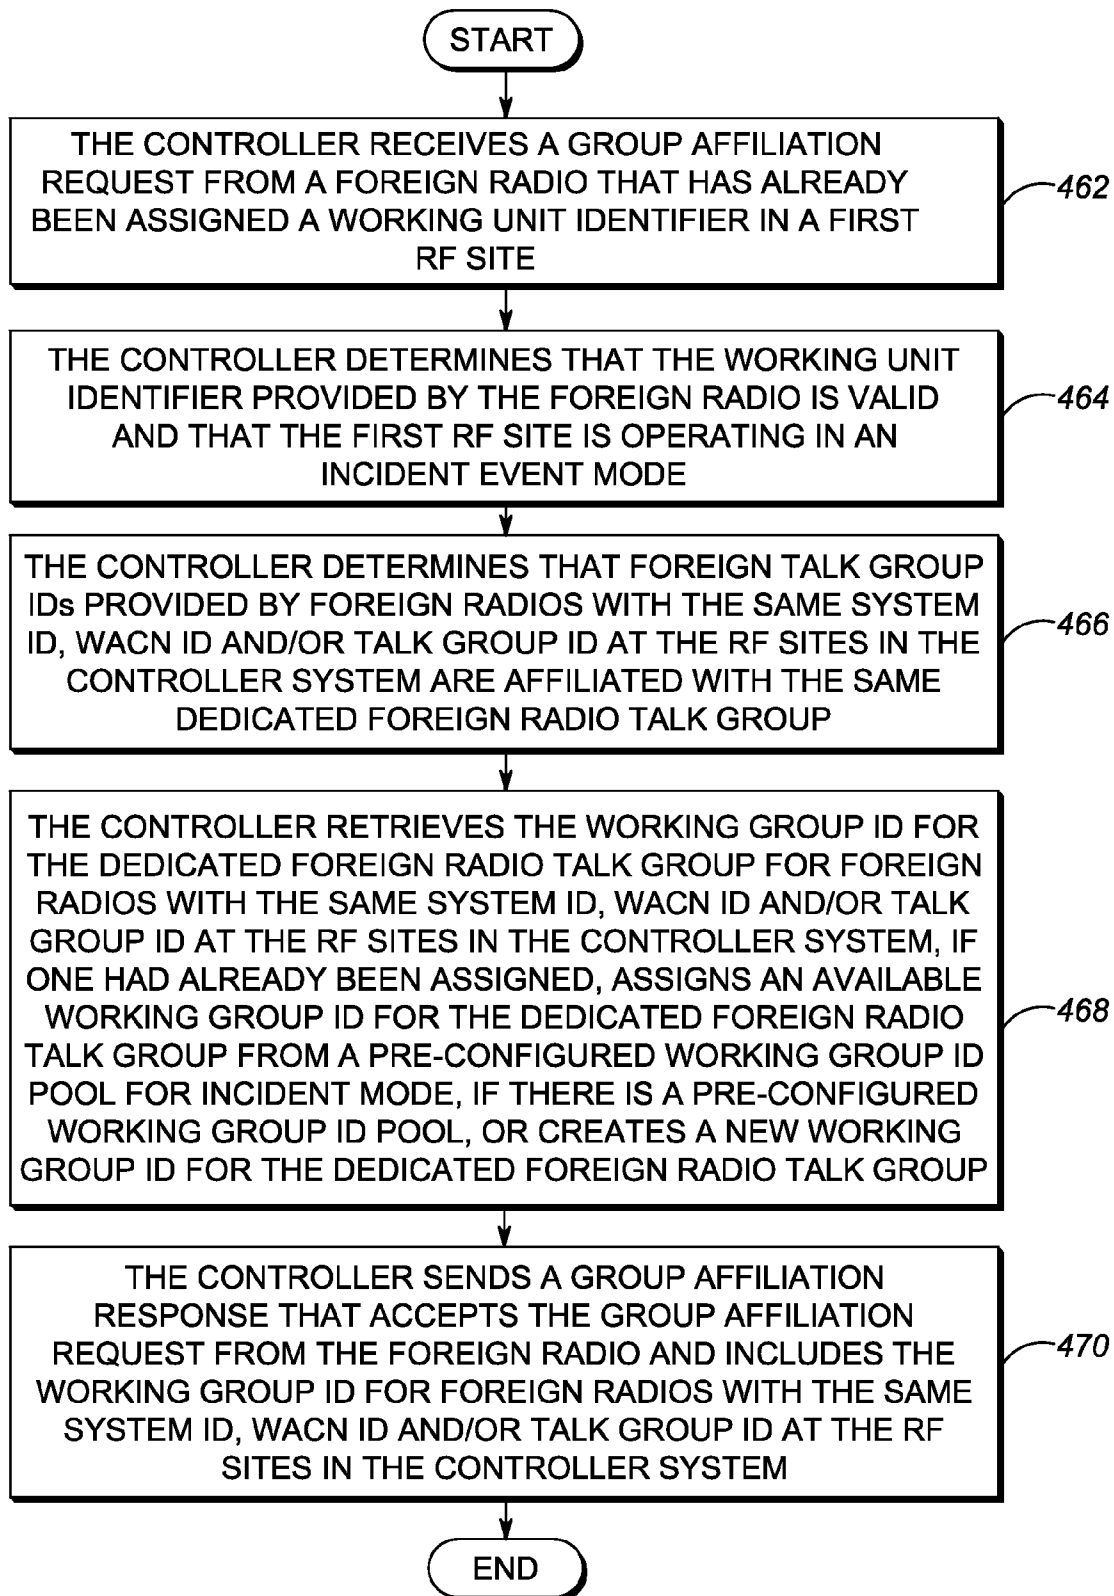 START
THE CONTROLLER RECEIVES A GROUP AFFILIATION
REQUEST FROM A FOREIGN RADIO THAT HAS ALREADY
BEEN ASSIGNED A WORKING UNIT IDENTIFIER IN A FIRST
RF SITE
462
THE CONTROLLER DETERMINES THAT THE WORKING UNIT
IDENTIFIER PROVIDED BY THE FOREIGN RADIO IS VALID
AND THAT THE FIRST RF SITE IS OPERATING IN AN
INCIDENT EVENT MODE
464
THE CONTROLLER DETERMINES THAT FOREIGN TALK GROUP
IDs PROVIDED BY FOREIGN RADIOS WITH THE SAME SYSTEM
ID, WACN ID AND/OR TALK GROUP ID AT THE RF SITES IN THE
CONTROLLER SYSTEM ARE AFFILIATED WITH THE SAME
DEDICATED FOREIGN RADIO TALK GROUP
466
THE CONTROLLER RETRIEVES THE WORKING GROUP ID FOR
THE DEDICATED FOREIGN RADIO TALK GROUP FOR FOREIGN
RADIOS WITH THE SAME SYSTEM ID, WACN ID AND/OR TALK
GROUP ID AT THE RF SITES IN THE CONTROLLER SYSTEM, IF
ONE HAD ALREADY BEEN ASSIGNED, ASSIGNS AN AVAILABLE
WORKING GROUP ID FOR THE DEDICATED FOREIGN RADIO
TALK GROUP FROM A PRE-CONFIGURED WORKING GROUP ID
POOL FOR INCIDENT MODE, IF THERE IS A PRE-CONFIGURED
WORKING GROUP ID POOL, OR CREATES A NEW WORKING
GROUP ID FOR THE DEDICATED FOREIGN RADIO TALK GROUP
468
THE CONTROLLER SENDS A GROUP AFFILIATION
RESPONSE THAT ACCEPTS THE GROUP AFFILIATION
REQUEST FROM THE FOREIGN RADIO AND INCLUDES THE
WORKING GROUP ID FOR FOREIGN RADIOS WITH THE SAME
SYSTEM ID, WACN ID AND/OR TALK GROUP ID AT THE RF
SITES IN THE CONTROLLER SYSTEM
470
END